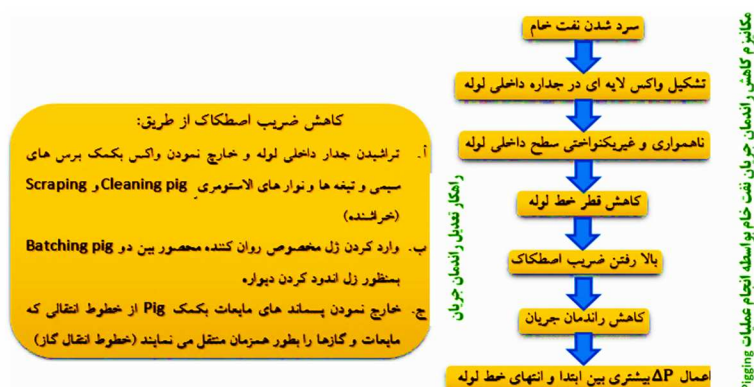 سرد شدن نفت خام
تشکیل واکس لایه ای در جداره داخلی لوله
ناهمواری و غیریکنواختی سطح داخلی لوله
کاهش قطر خط لوله
بالا رفتن ضریب اصطکاک
کاهش راندمان جریان
اعمال ΔP بیشتری بین ابتدا و انتهای خط لوله
مکانیزم کاهش راندمان جریان نفت خام بواسطه انجام عملیات igging
راهکار تعدیل راندمان جریان
کاهش ضریب اصطکاک از طریق:
أ. تراشیدن جدار داخلی لوله و خارج نمودن واکس بکمک برس های
سیمی و تیغه ها و نوار های الاستومری Cleaning pig و Scraping
(خراشنده)
ب. وارد کردن ژل مخصوص روان کننده محصور بین دو Batching pig
بمنظور ژل اندود کردن دیواره
ج. خارج نمودن پسماند های مایعات بکمک Pig از خطوط انتقالی که
مایعات و گازها را بطور همزمان منتقل می نمایند (خطوط انتقال گاز)